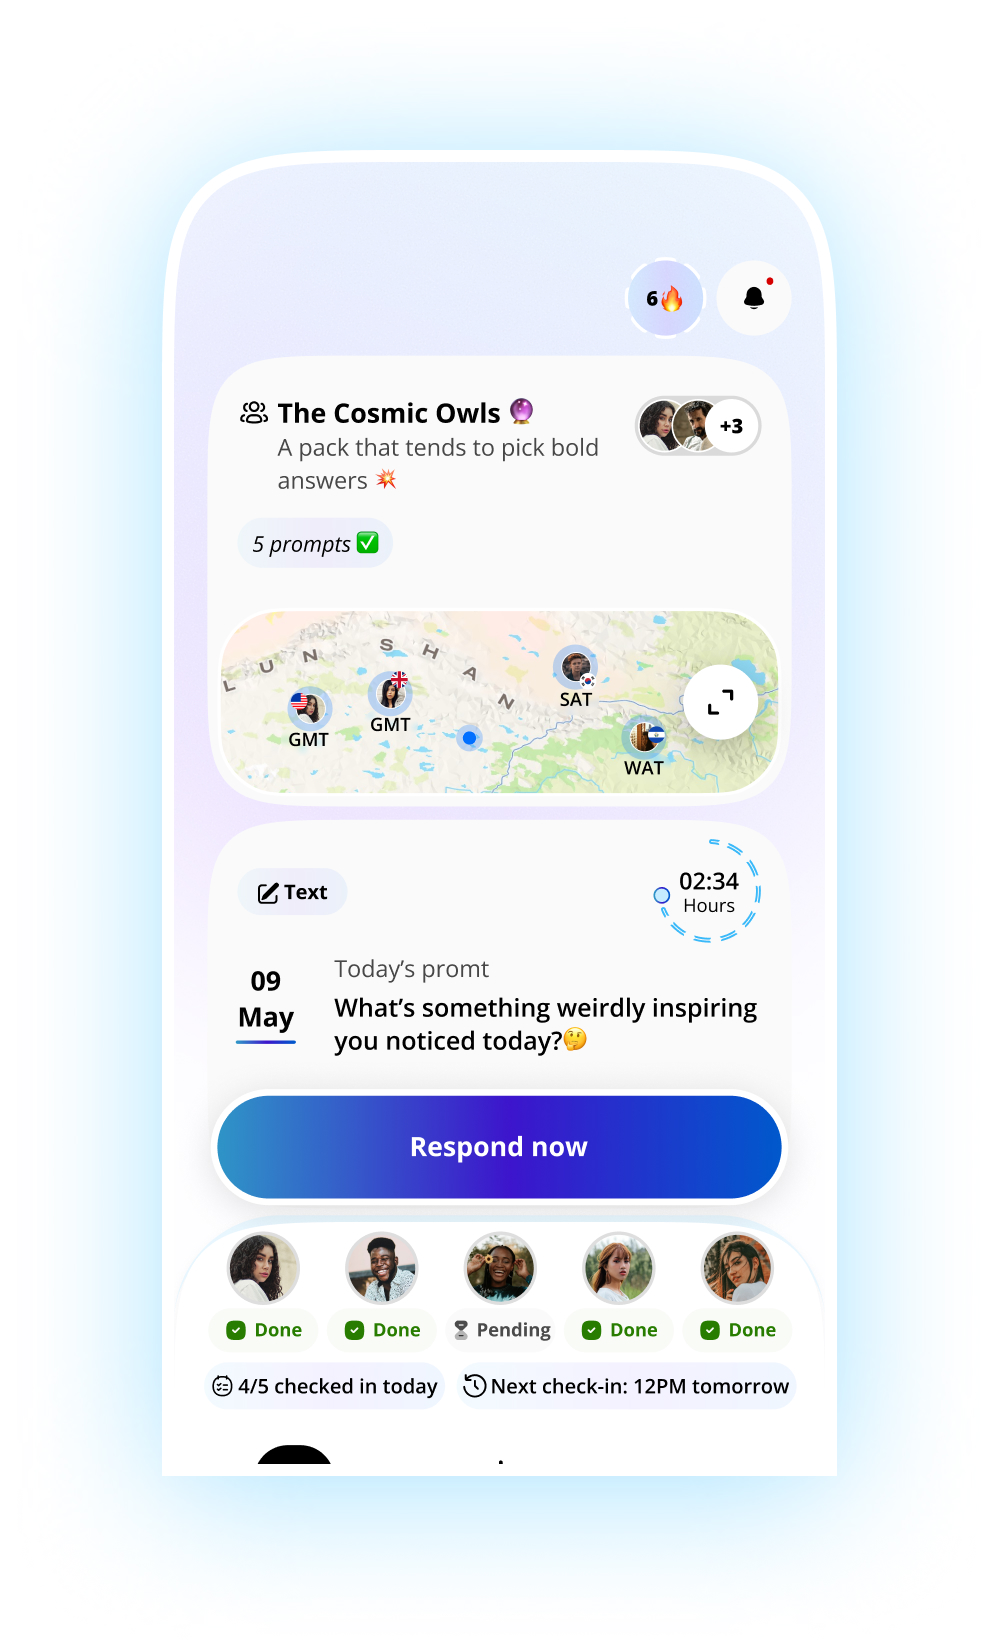 6🔥
The Cosmic Owls 🔮
A pack that tends to pick bold
answers 💥
+3
5 prompts ✅
L U N S H A N
GMT
GMT
SAT
WAT
Text
02:34
Hours
09
May
Today’s promt
What’s something weirdly inspiring
you noticed today?🤔
Respond now
Done
Done
Pending
Done
Done
4/5 checked in today
Next check-in: 12PM tomorrow